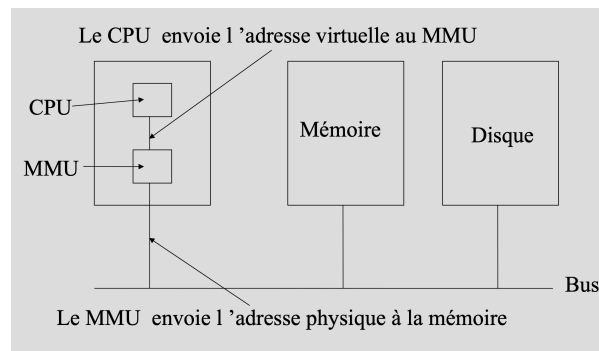 Le CPU envoie l ’adresse virtuelle au MMU
CPU
MMU
Mémoire
Disque
Bus
Le MMU envoie l ’adresse physique à la mémoire